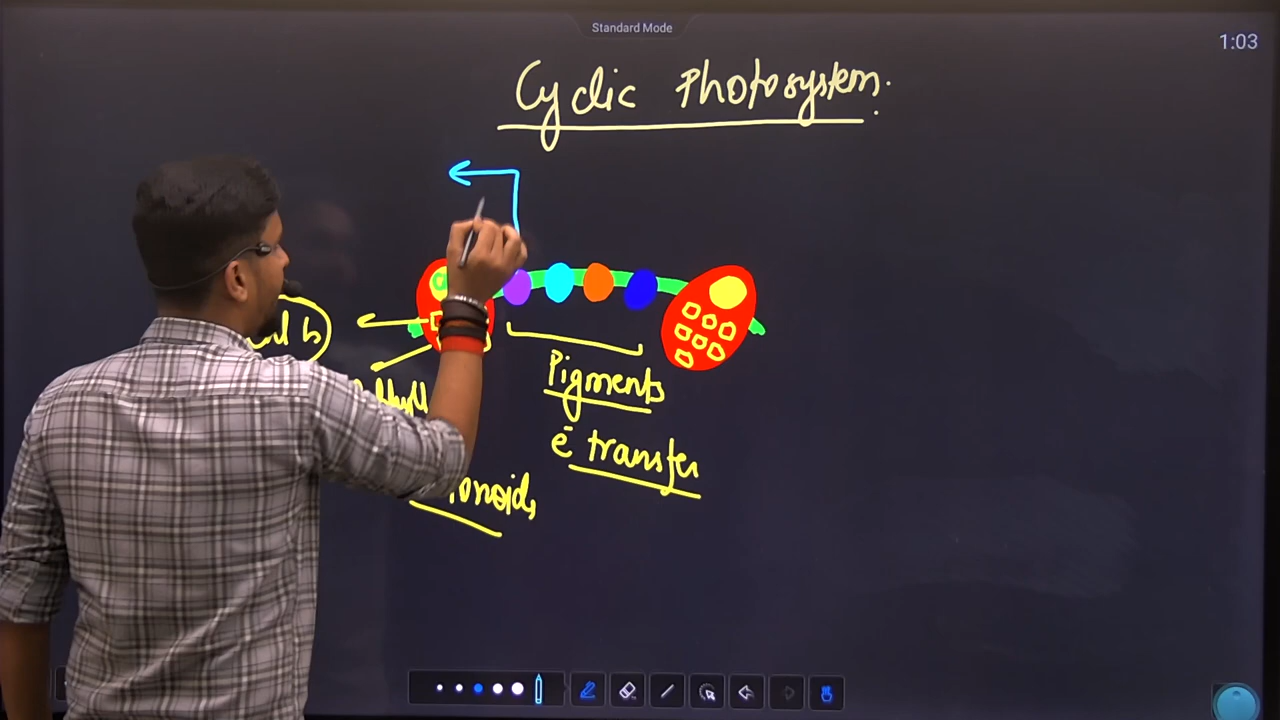 Standard Mode
1:03
Cyclic Photosystem.
b
Pigments
e⁻ transfer